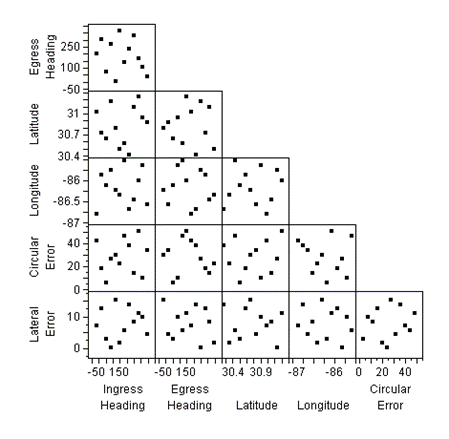 Egress Heading
250
100
-50
Latitude
31
30.7
30.4
Longitude
-86
-86.5
-87
Circular Error
40
20
0
Lateral Error
10
0
-50 150
-50 150
30.4 30.9
-87 -86
0 20 40
Ingress Heading
Egress Heading
Latitude
Longitude
Circular Error